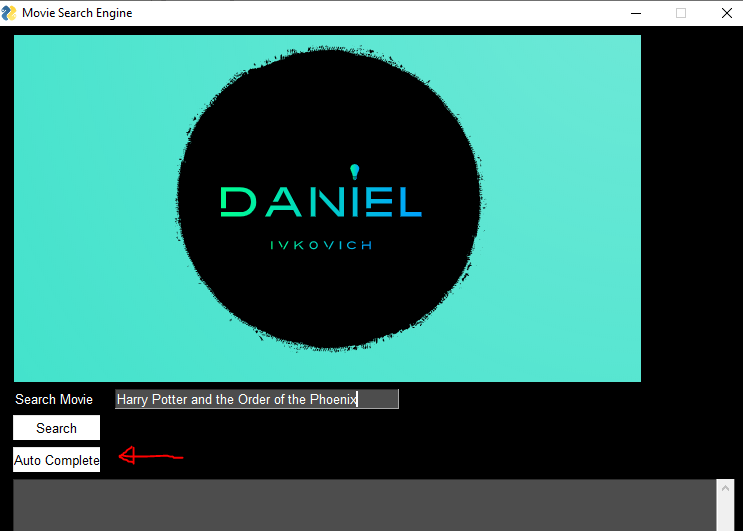 Movie Search Engine
DANIEL
IVKOVICH
Search Movie
Harry Potter and the Order of the Phoenix
Search
Auto Complete